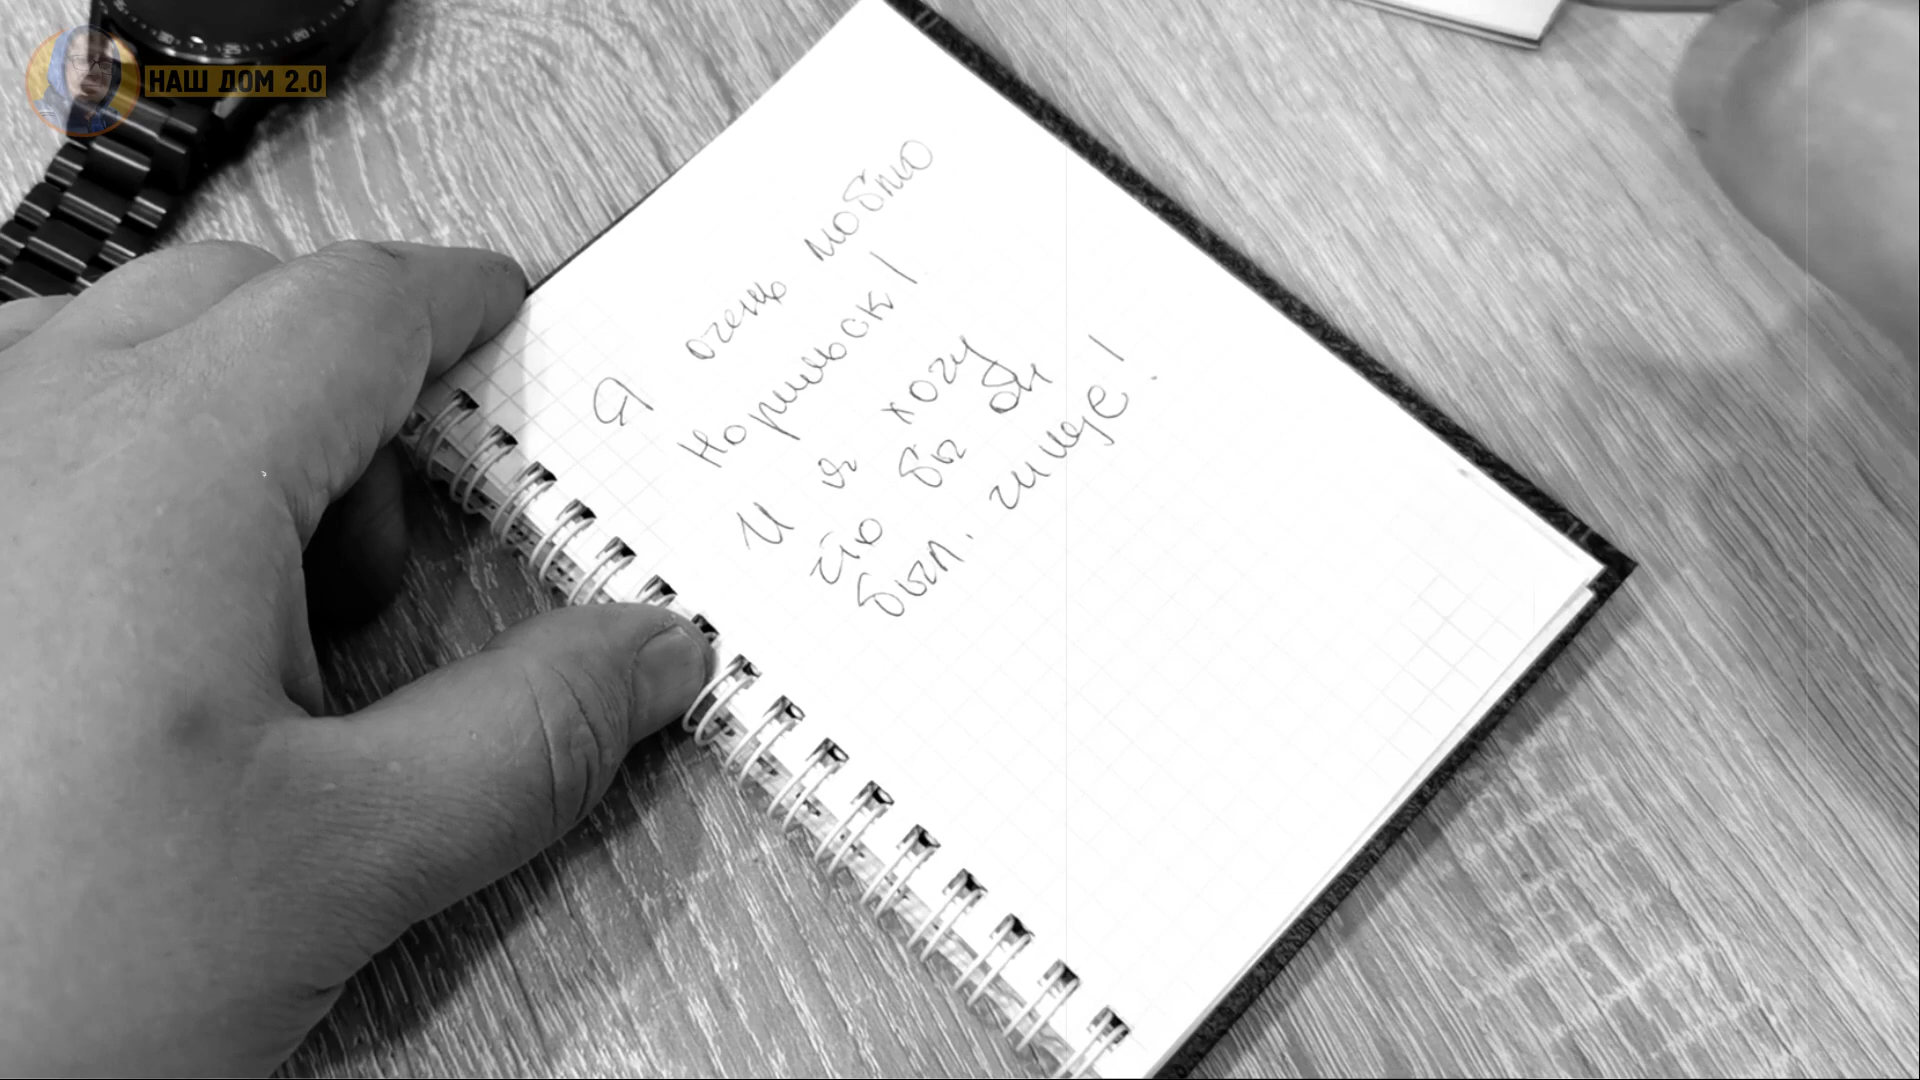 НАШ ДОМ 2.0
Я очень люблю
Норильск!
И я хочу
что бы он
был. чище!